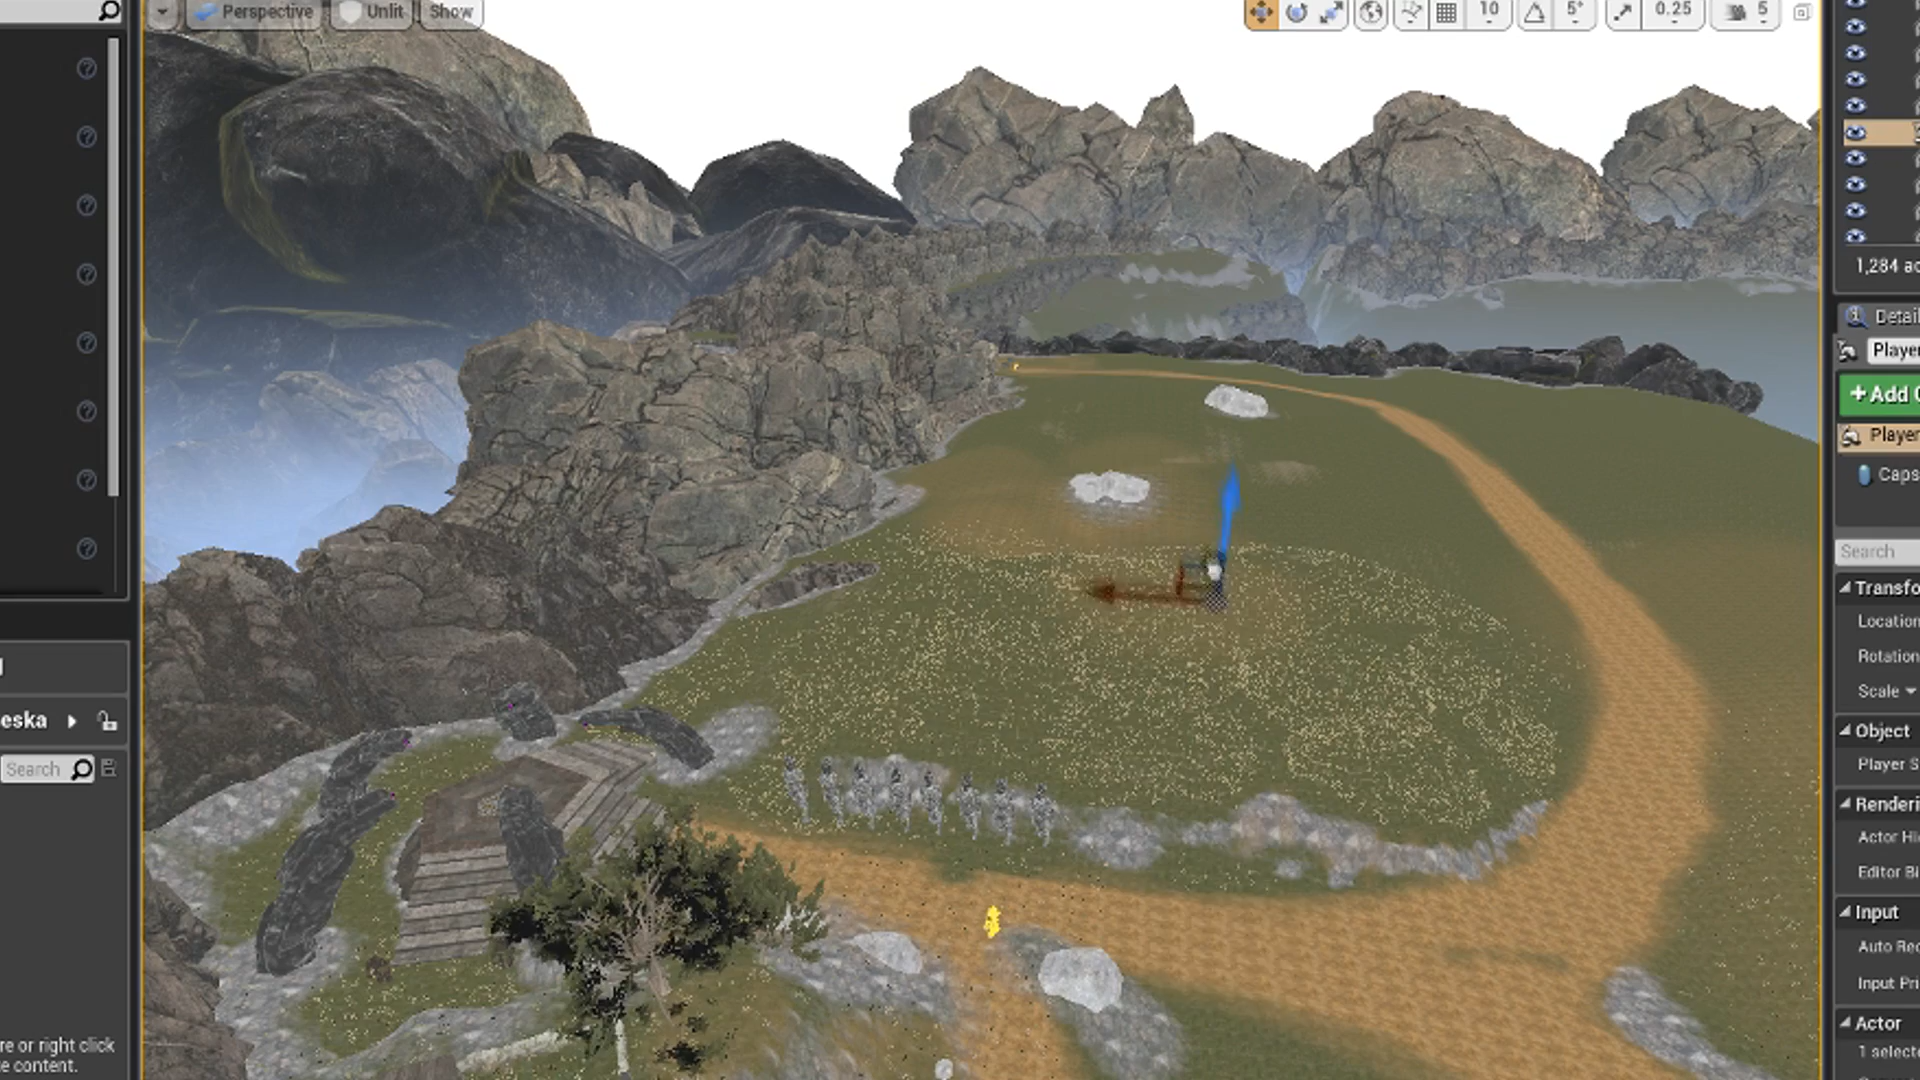 Perspective
Unlit
Show
10
5°
0.25
5
1,284 ac
Detail
Player
+Add C
Player
Caps
Search
Transfo
Location
Rotation
Scale
Object
Player S
Renderi
Actor Hi
Editor Bi
Input
Auto Rec
Input Pri
Actor
1 selecte
eska
Search
re or right click
e content.